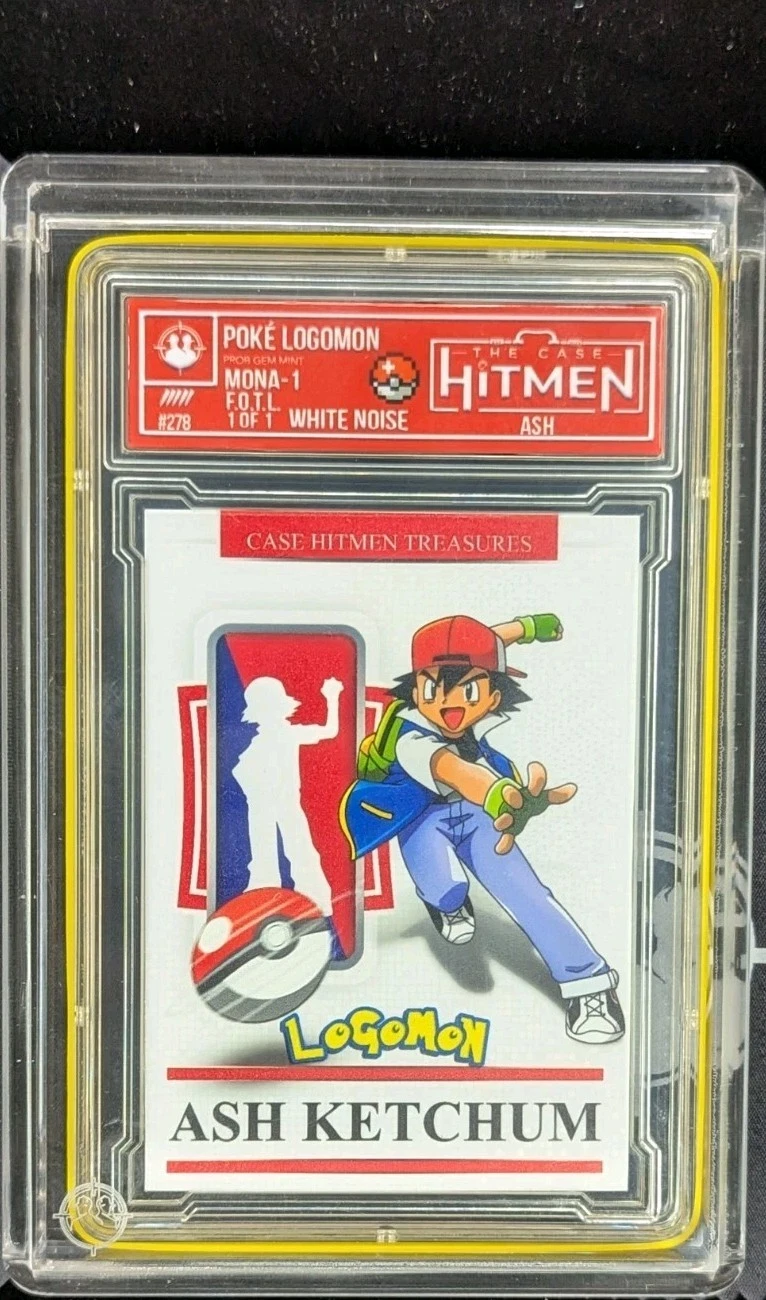 POKÉ LOGOMON
PROB GEM MINT
MONA-1
F.O.T.L.
1 OF 1 WHITE NOISE
#278
THE CASE
HITMEN
ASH
CASE HITMEN TREASURES
LOGOMON
ASH KETCHUM